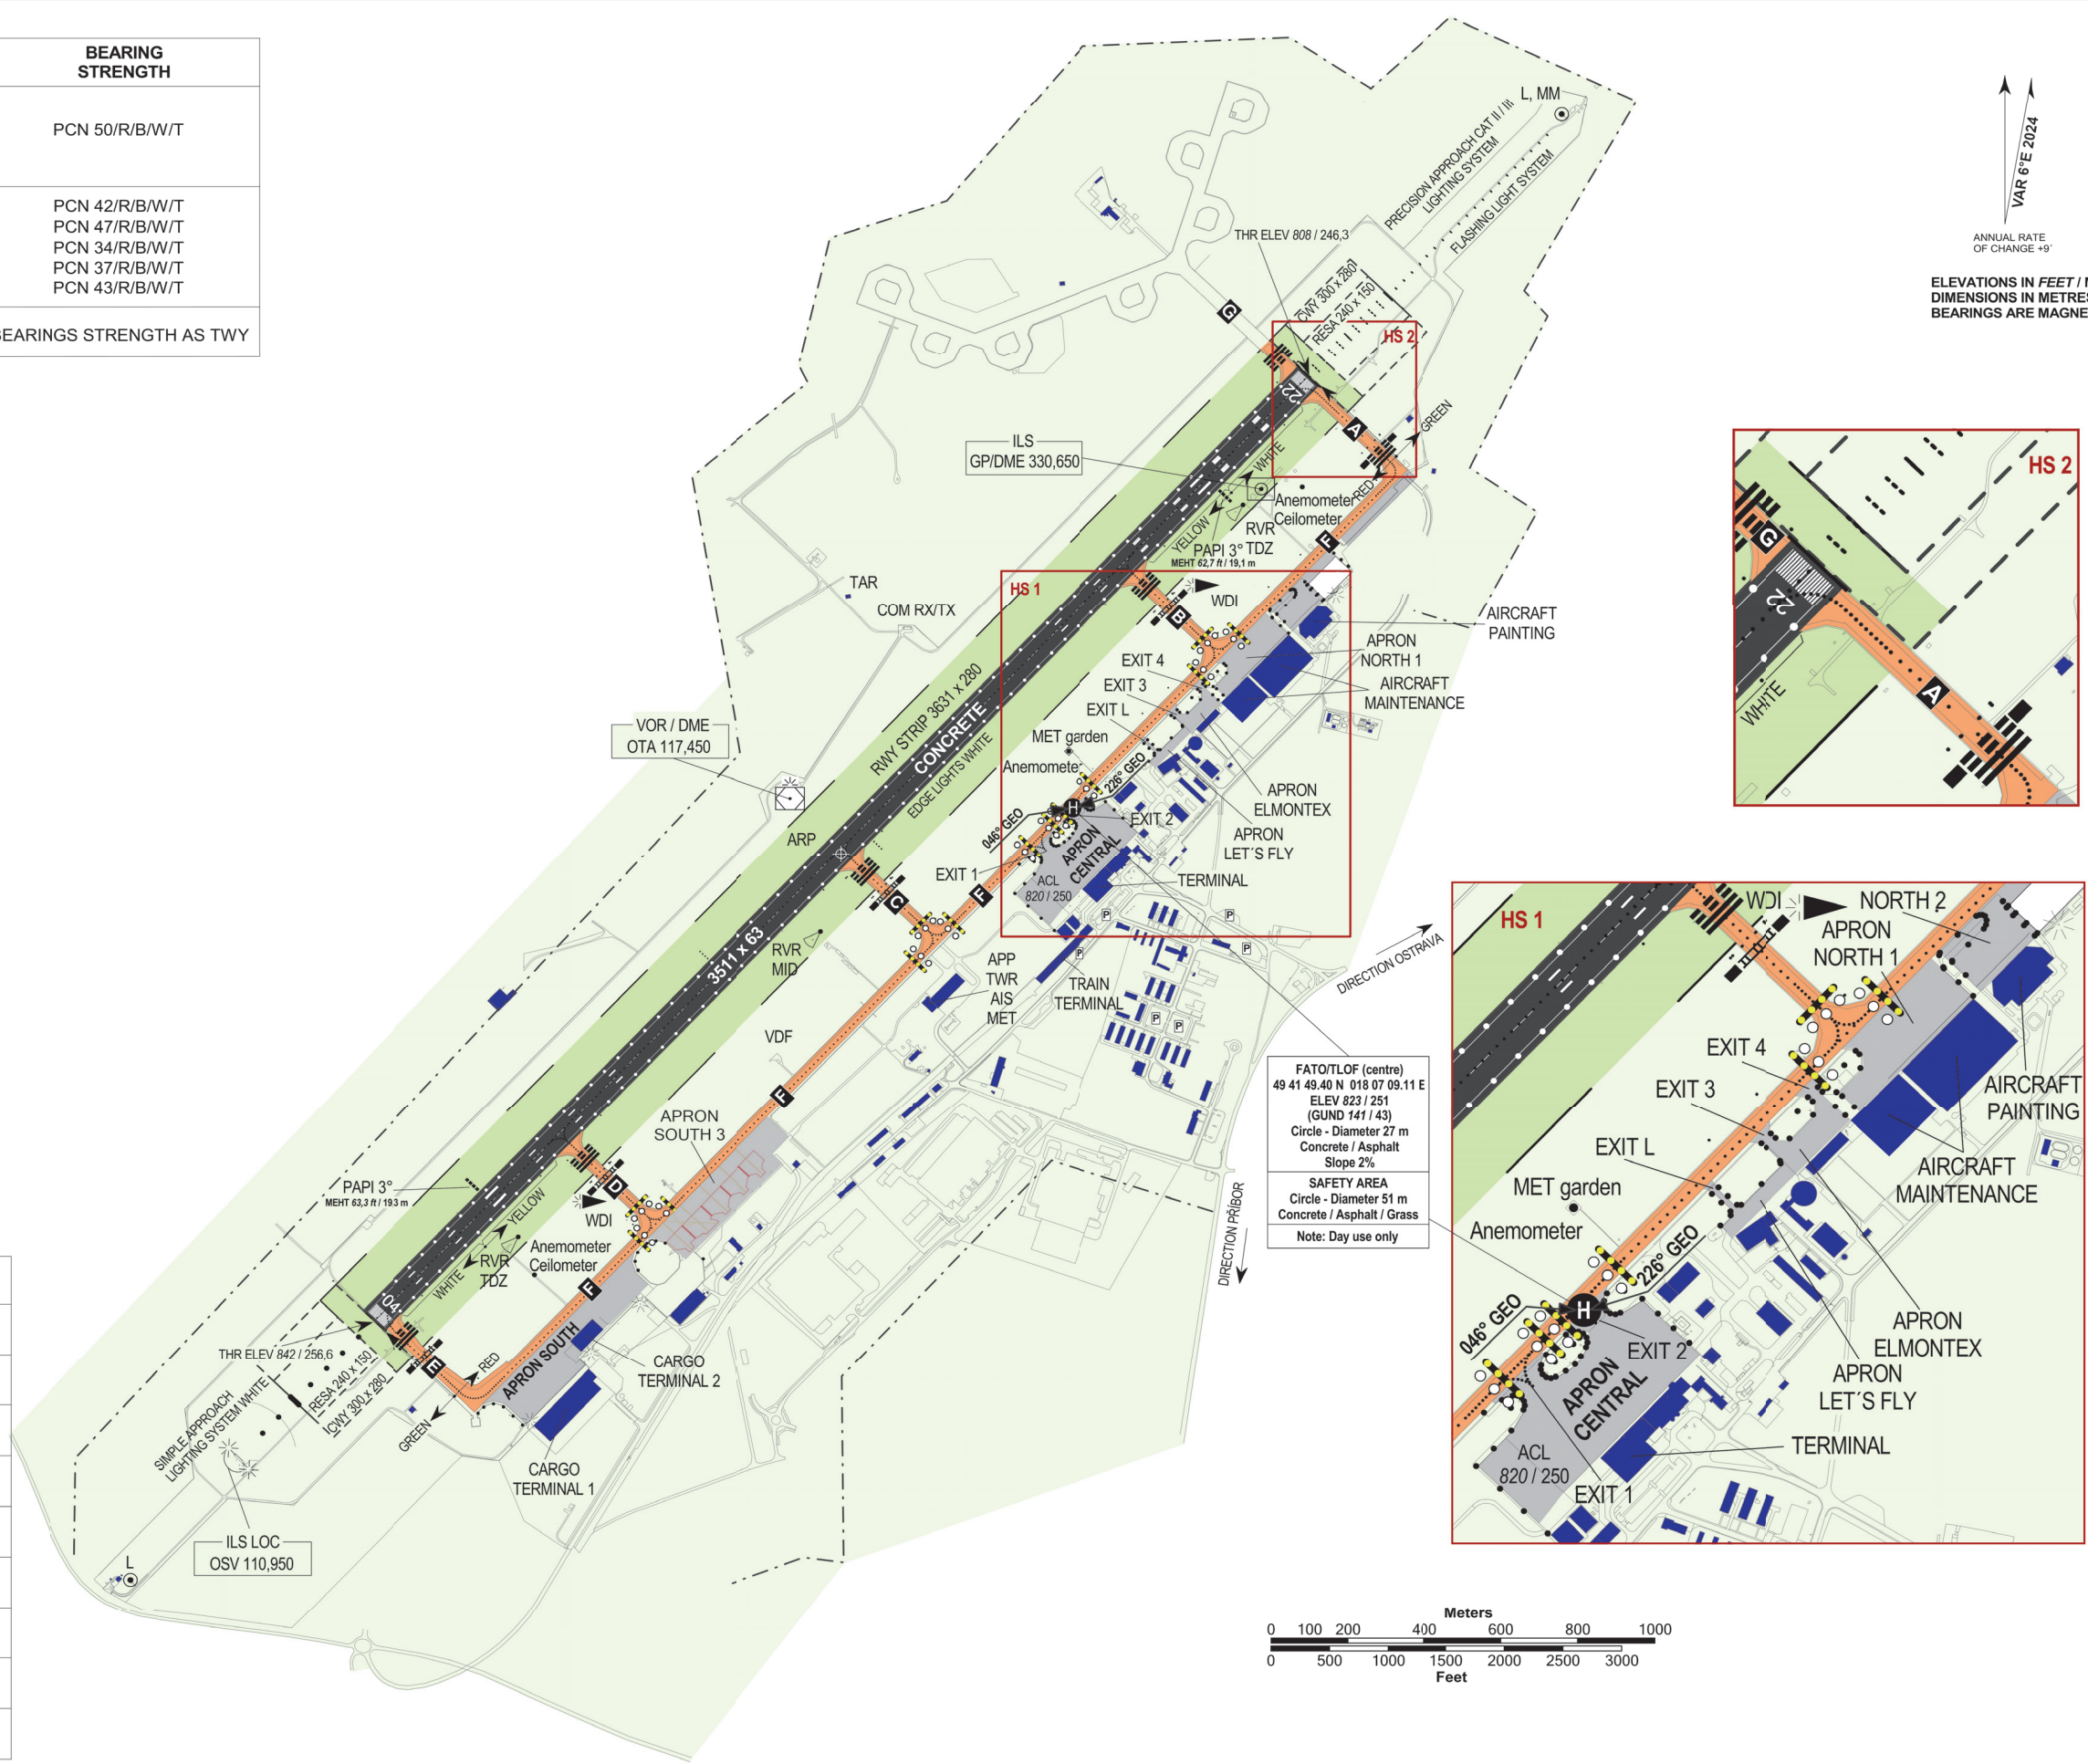 BEARING
STRENGTH
PCN 50/R/B/W/T
PCN 42/R/B/W/T
PCN 47/R/B/W/T
PCN 34/R/B/W/T
PCN 37/R/B/W/T
PCN 43/R/B/W/T
BEARINGS STRENGTH AS TWY
L, MM
PRECISION APPROACH CAT II / III
LIGHTING SYSTEM
FLASHING LIGHT SYSTEM
VAR 6°E 2024
ANNUAL RATE
OF CHANGE +9´
ELEVATIONS IN FEET /
DIMENSIONS IN METRES
BEARINGS ARE MAGNE
THR ELEV 808 / 246,3
CWY 300 x 280
RESA 240 x 150
G
HS 2
22
A
GREEN
RED
ILS
GP/DME 330,650
WHITE
YELLOW
Anemometer
Ceilometer
RVR
TDZ
PAPI 3°
MEHT 62,7 ft / 19,1 m
F
TAR
COM RX/TX
HS 1
B
WDI
AIRCRAFT
PAINTING
APRON
NORTH 1
EXIT 4
AIRCRAFT
MAINTENANCE
EXIT 3
EXIT L
MET garden
Anemomete
226° GEO
046° GEO
H
EXIT 2
APRON
ELMONTEX
APRON
LET´S FLY
APRON
CENTRAL
TERMINAL
EXIT 1
ACL
820 / 250
F
RWY STRIP 3631 x 280
CONCRETE
EDGE LIGHTS WHITE
VOR / DME
OTA 117,450
ARP
C
3511 x 63
RVR
MID
APP
TWR
AIS
MET
TRAIN
TERMINAL
P
P
P
P
P
P
DIRECTION OSTRAVA
VDF
F
APRON
SOUTH 3
FATO/TLOF (centre)
49 41 49.40 N 018 07 09.11 E
ELEV 823 / 251
(GUND 141 / 43)
Circle - Diameter 27 m
Concrete / Asphalt
Slope 2%
SAFETY AREA
Circle - Diameter 51 m
Concrete / Asphalt / Grass
Note: Day use only
DIRECTION PŘÍBOR
PAPI 3°
MEHT 63,3 ft / 19,3 m
D
WDI
YELLOW
WHITE
RVR
TDZ
Anemometer
Ceilometer
F
04
THR ELEV 842 / 256,6
RESA 240 x 150
CWY 300 x 280
E
RED
GREEN
APRON SOUTH
CARGO
TERMINAL 2
CARGO
TERMINAL 1
SIMPLE APPROACH
LIGHTING SYSTEM WHITE
ILS LOC
OSV 110,950
L
HS 2
G
22
WHITE
A
HS 1
WDI
NORTH 2
APRON
NORTH 1
EXIT 4
EXIT 3
AIRCRAFT
PAINTING
EXIT L
AIRCRAFT
MAINTENANCE
MET garden
Anemometer
226° GEO
046° GEO
H
EXIT 2
APRON
ELMONTEX
APRON
LET´S FLY
APRON
CENTRAL
TERMINAL
ACL
820 / 250
EXIT 1
Meters
0 100 200 400 600 800 1000
0 500 1000 1500 2000 2500 3000
Feet